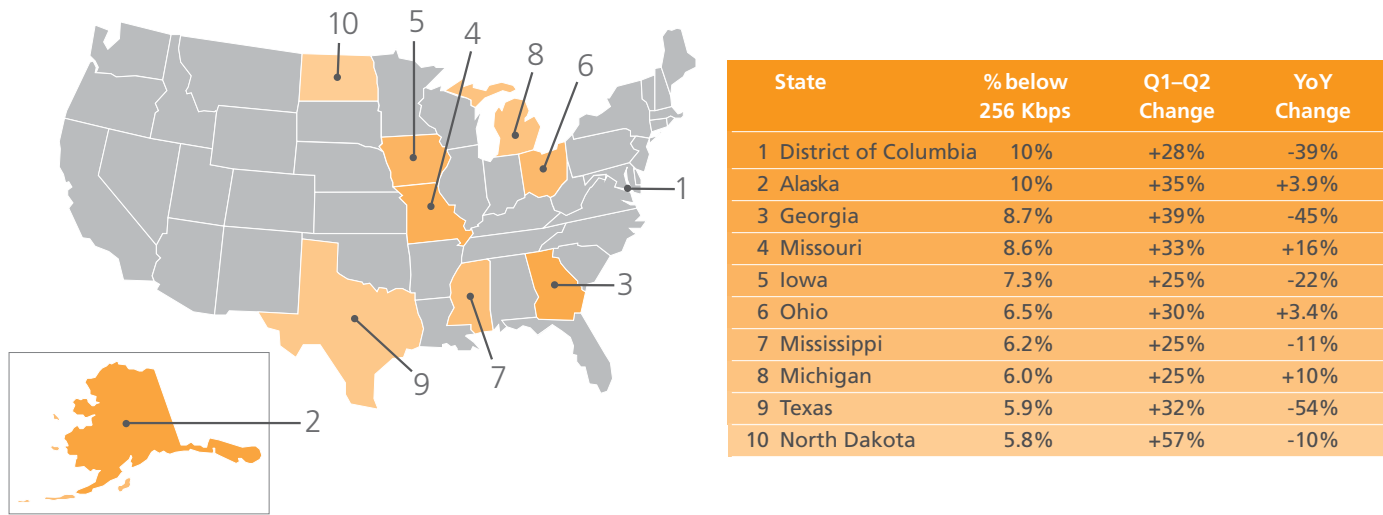 10
5
4
8
6
1
3
7
9
2
State % below 256 Kbps Q1–Q2 Change YoY Change
1 District of Columbia 10% +28% -39%
2 Alaska 10% +35% +3.9%
3 Georgia 8.7% +39% -45%
4 Missouri 8.6% +33% +16%
5 Iowa 7.3% +25% -22%
6 Ohio 6.5% +30% +3.4%
7 Mississippi 6.2% +25% -11%
8 Michigan 6.0% +25% +10%
9 Texas 5.9% +32% -54%
10 North Dakota 5.8% +57% -10%